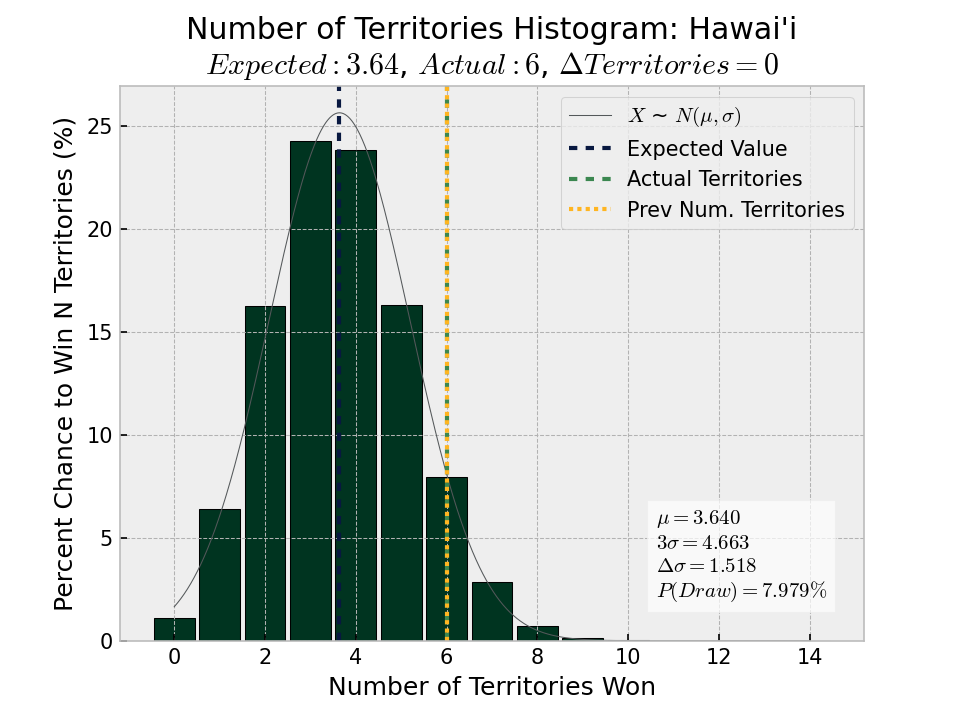 Number of Territories Histogram: Hawai'i
Expected : 3.64, Actual : 6, ΔTerritories = 0
Percent Chance to Win N Territories (%)
25
20
15
10
5
0
X ∼ N(μ, σ)
Expected Value
Actual Territories
Prev Num. Territories
μ = 3.640
3σ = 4.663
Δσ = 1.518
P(Draw) = 7.979%
0 2 4 6 8 10 12 14
Number of Territories Won